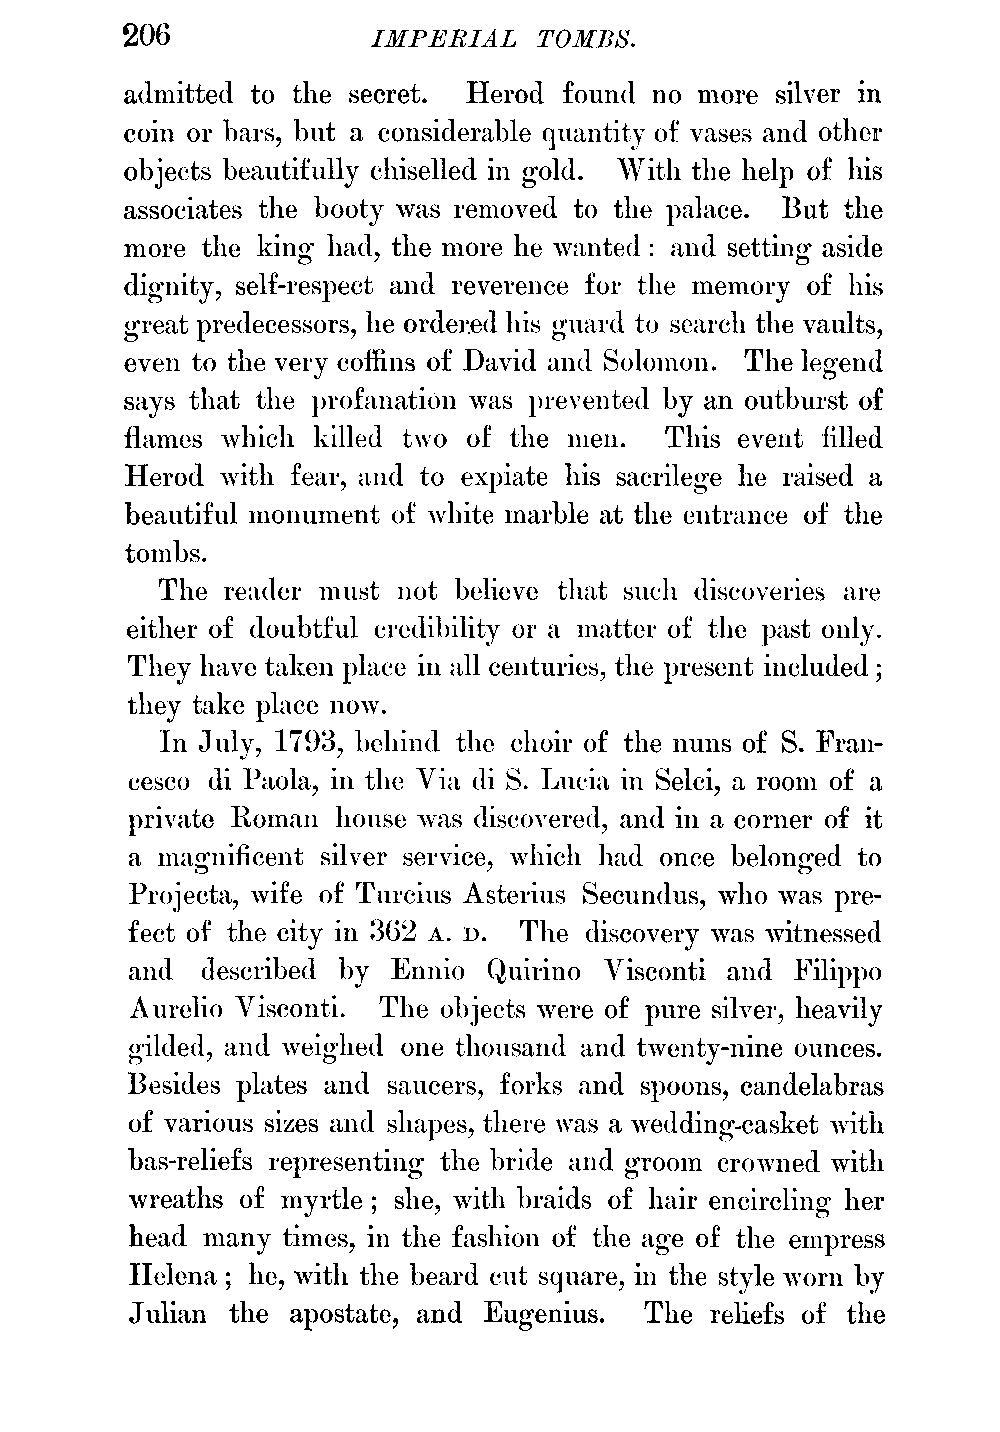 206 IMPERIAL TOMBS.
admitted to the secret. Herod found no more silver in
coin or bars, but a considerable quantity of vases and other
objects beautifully chiselled in gold. With the help of his
associates the booty was removed to the palace. But the
more the king had, the more he wanted : and setting aside
dignity, self-respect and reverence for the memory of his
great predecessors, he ordered his guard to search the vaults,
even to the very coffins of David and Solomon. The legend
says that the profanation was prevented by an outburst of
flames which killed two of the men. This event filled
Herod with fear, and to expiate his sacrilege he raised a
beautiful monument of white marble at the entrance of the
tombs.
The reader must not believe that such discoveries are
either of doubtful credibility or a matter of the past only.
They have taken place in all centuries, the present included ;
they take place now.
In July, 1793, behind the choir of the nuns of S. Fran-
cesco di Paola, in the Via di S. Lucia in Selci, a room of a
private Roman house was discovered, and in a corner of it
a magnificent silver service, which had once belonged to
Projecta, wife of Turcius Asterius Secundus, who was pre-
fect of the city in 362 A. D. The discovery was witnessed
and described by Ennio Quirino Visconti and Filippo
Aurelio Visconti. The objects were of pure silver, heavily
gilded, and weighed one thousand and twenty-nine ounces.
Besides plates and saucers, forks and spoons, candelabras
of various sizes and shapes, there was a wedding-casket with
bas-reliefs representing the bride and groom crowned with
wreaths of myrtle ; she, with braids of hair encircling her
head many times, in the fashion of the age of the empress
Helena ; he, with the beard cut square, in the style worn by
Julian the apostate, and Eugenius. The reliefs of the